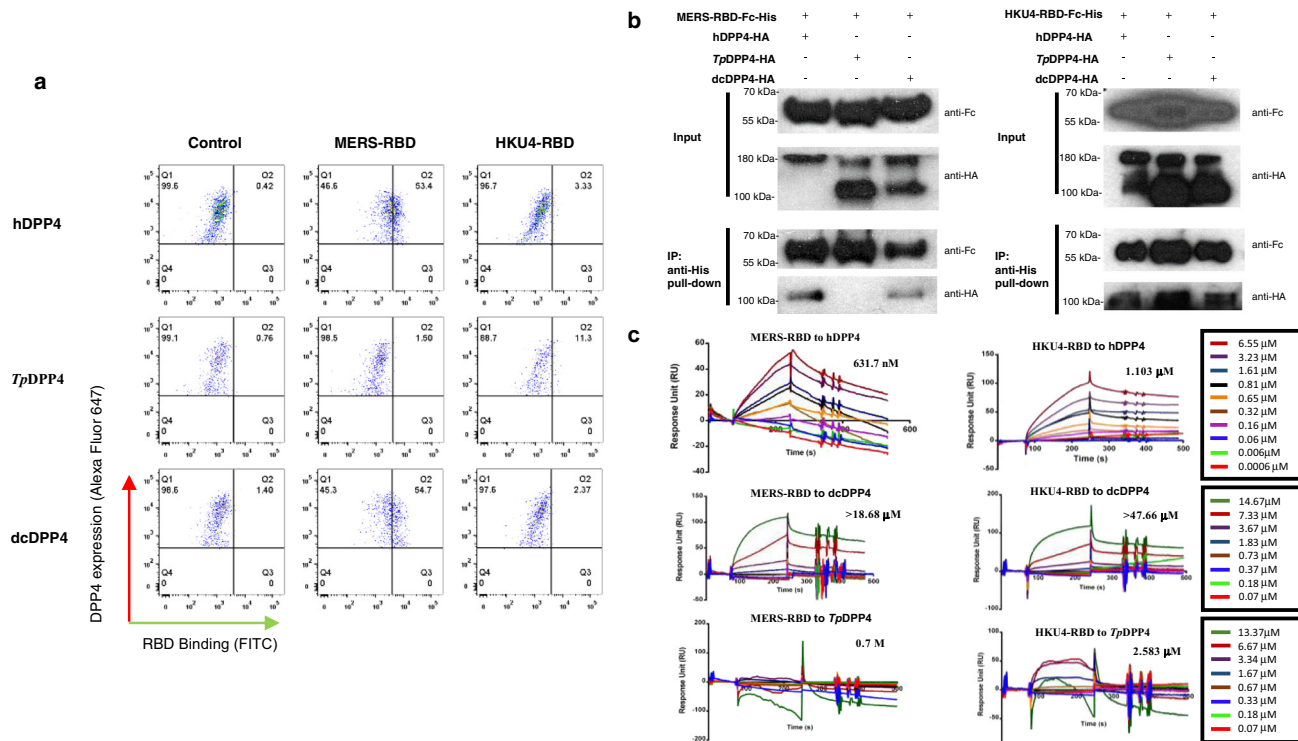 a
Control MERS-RBD HKU4-RBD
hDPP4
Q1 99.6 Q2 0.42 Q4 0 Q3 0
Q1 46.6 Q2 53.4 Q4 0 Q3 0
Q1 96.7 Q2 3.33 Q4 0 Q3 0
TpDPP4
Q1 99.1 Q2 0.76 Q4 0 Q3 0
Q1 98.5 Q2 1.50 Q4 0 Q3 0
Q1 88.7 Q2 11.3 Q4 0 Q3 0
dcDPP4
Q1 98.6 Q2 1.40 Q4 0 Q3 0
Q1 45.3 Q2 54.7 Q4 0 Q3 0
Q1 97.6 Q2 2.37 Q4 0 Q3 0
DPP4 expression (Alexa Fluor 647)
RBD Binding (FITC)
b
MERS-RBD-Fc-His + + +
hDPP4-HA + - -
TpDPP4-HA - + -
dcDPP4-HA - - +
Input
70 kDa-
55 kDa-
anti-Fc
180 kDa-
100 kDa-
anti-HA
IP: anti-His pull-down
70 kDa-
55 kDa-
anti-Fc
100 kDa-
anti-HA
HKU4-RBD-Fc-His + + +
hDPP4-HA + - -
TpDPP4-HA - + -
dcDPP4-HA - - +
Input
70 kDa-
55 kDa-
anti-Fc
180 kDa-
100 kDa-
anti-HA
IP: anti-His pull-down
70 kDa-
55 kDa-
anti-Fc
100 kDa-
anti-HA
c
MERS-RBD to hDPP4
631.7 nM
Response Unit (RU)
Time (s)
HKU4-RBD to hDPP4
1.103 µM
Response Unit (RU)
Time (s)
6.55 µM
3.23 µM
1.61 µM
0.81 µM
0.65 µM
0.32 µM
0.16 µM
0.06 µM
0.006µM
0.0006 µM
MERS-RBD to dcDPP4
>18.68 µM
Response Unit (RU)
Time (s)
HKU4-RBD to dcDPP4
>47.66 µM
Response Unit (RU)
Time (s)
14.67µM
7.33 µM
3.67 µM
1.83 µM
0.73 µM
0.37 µM
0.18 µM
0.07 µM
MERS-RBD to TpDPP4
0.7 M
Response Unit (RU)
Time (s)
HKU4-RBD to TpDPP4
2.583 µM
Response Unit (RU)
Time (s)
13.37µM
6.67 µM
3.34 µM
1.67 µM
0.67 µM
0.33 µM
0.18 µM
0.07 µM